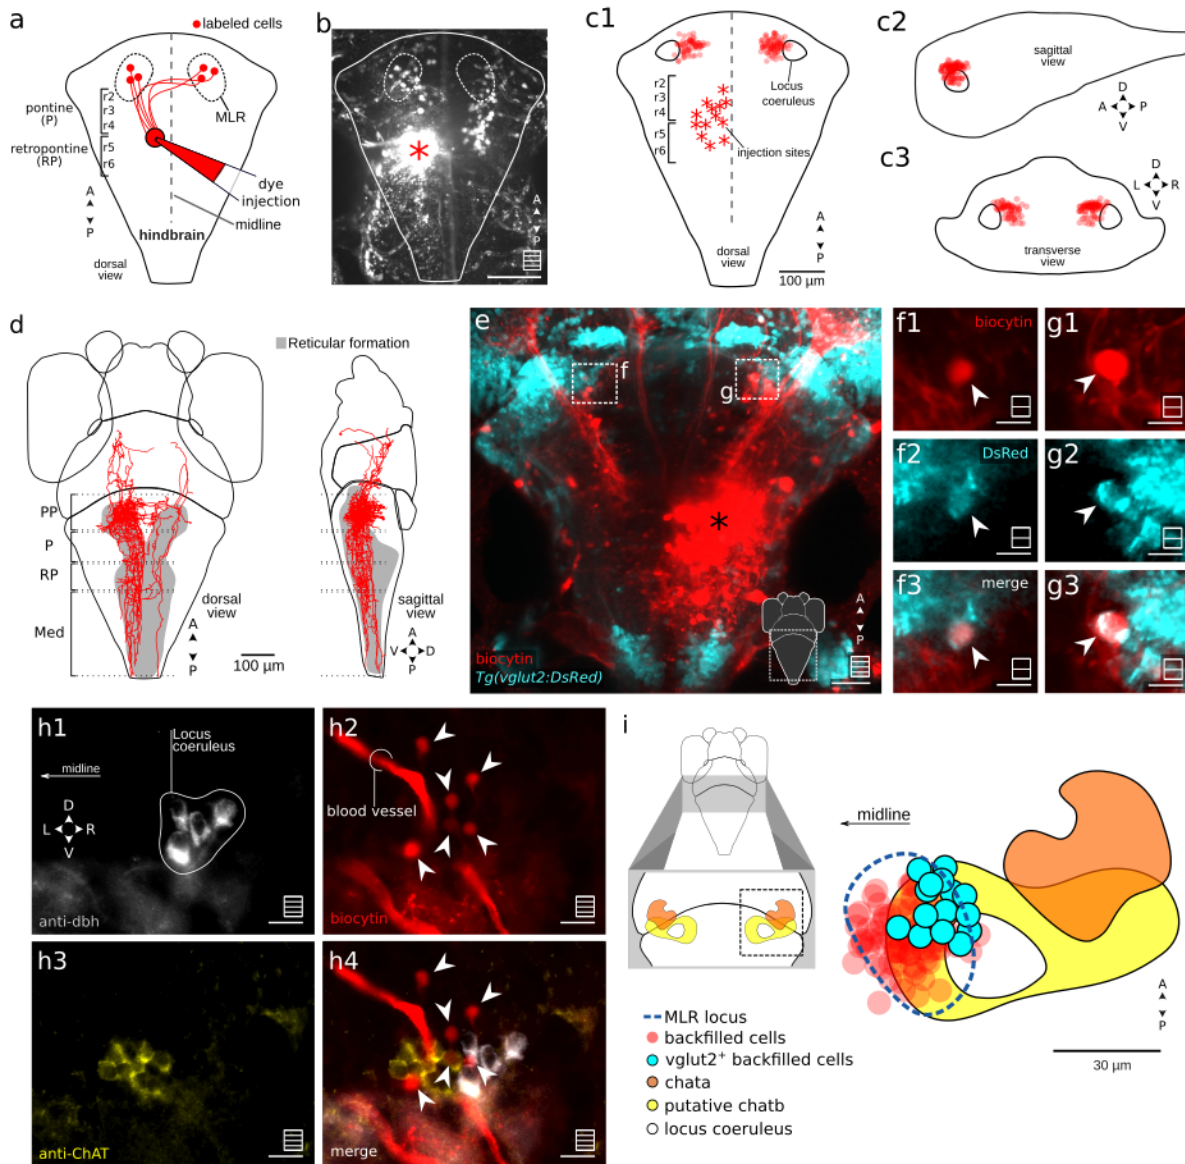 a
labeled cells
pontine
(P)
retropontine
(RP)
r2
r3
r4
r5
r6
MLR
dye
injection
midline
hindbrain
A
P
dorsal
view
b
A
P
c1
r2
r3
r4
r5
r6
Locus
coeruleus
injection sites
dorsal
view
A
P
100 µm
c2
sagittal
view
D
A P
V
c3
D
L R
V
transverse
view
d
Reticular formation
PP
P
RP
Med
dorsal
view
A
P
100 µm
sagittal
view
A
V D
P
e
f
g
*
A
P
biocytin
Tg(vglut2:DsRed)
f1
biocytin
g1
f2
DsRed
g2
f3
merge
g3
h1
Locus
coeruleus
midline
D
L R
V
anti-dbh
h2
blood vessel
biocytin
h3
anti-ChAT
h4
merge
i
midline
MLR locus
backfilled cells
vglut2⁺ backfilled cells
chata
putative chatb
locus coeruleus
A
P
30 µm